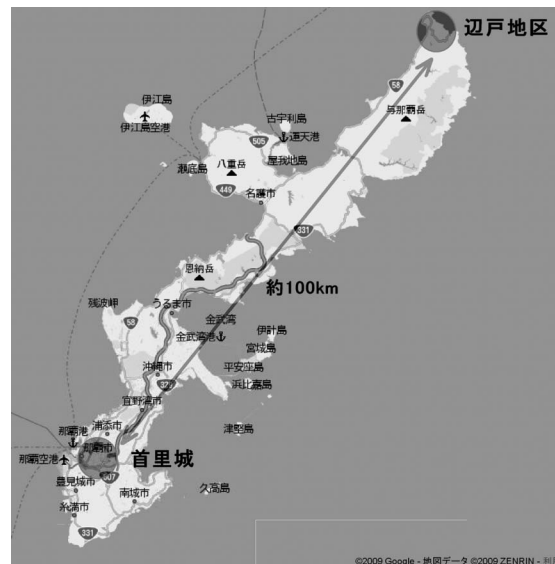 辺戸地区
58
与那覇岳
伊江島
伊江島空港
古宇利島
運天港
505
屋我地島
瀬底島
八重岳
449
名護市
331
恩納岳
約100km
残波岬
うるま市
58
金武湾
金武湾港
伊計島
宮城島
平安座島
浜比嘉島
沖縄市
329
宜野湾市
津堅島
那覇港
浦添市
那覇市
首里城
那覇空港
507
豊見城市
南城市
久高島
糸満市
331
©2009 Google - 地図データ ©2009 ZENRIN -